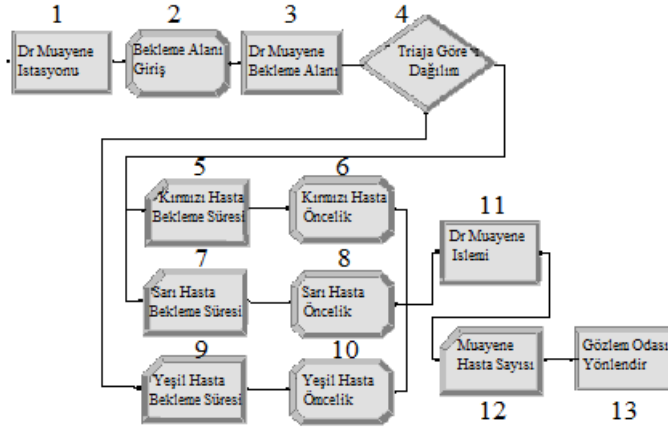 1
2
3
4
Dr Muayene
Istasyonu
Bekleme Alanı
Giriş
Dr Muayene
Bekleme Alanı
Triaja Göre
Dağılım
5
6
Kırmızı Hasta
Bekleme Süresi
Kırmızı Hasta
Öncelik
7
8
Sarı Hasta
Bekleme Süresi
Sarı Hasta
Öncelik
9
10
Yeşil Hasta
Bekleme Süresi
Yeşil Hasta
Öncelik
11
Dr Muayene
Islemi
Muayene
Hasta Sayısı
12
Gözlem Odası
Yönlendir
13